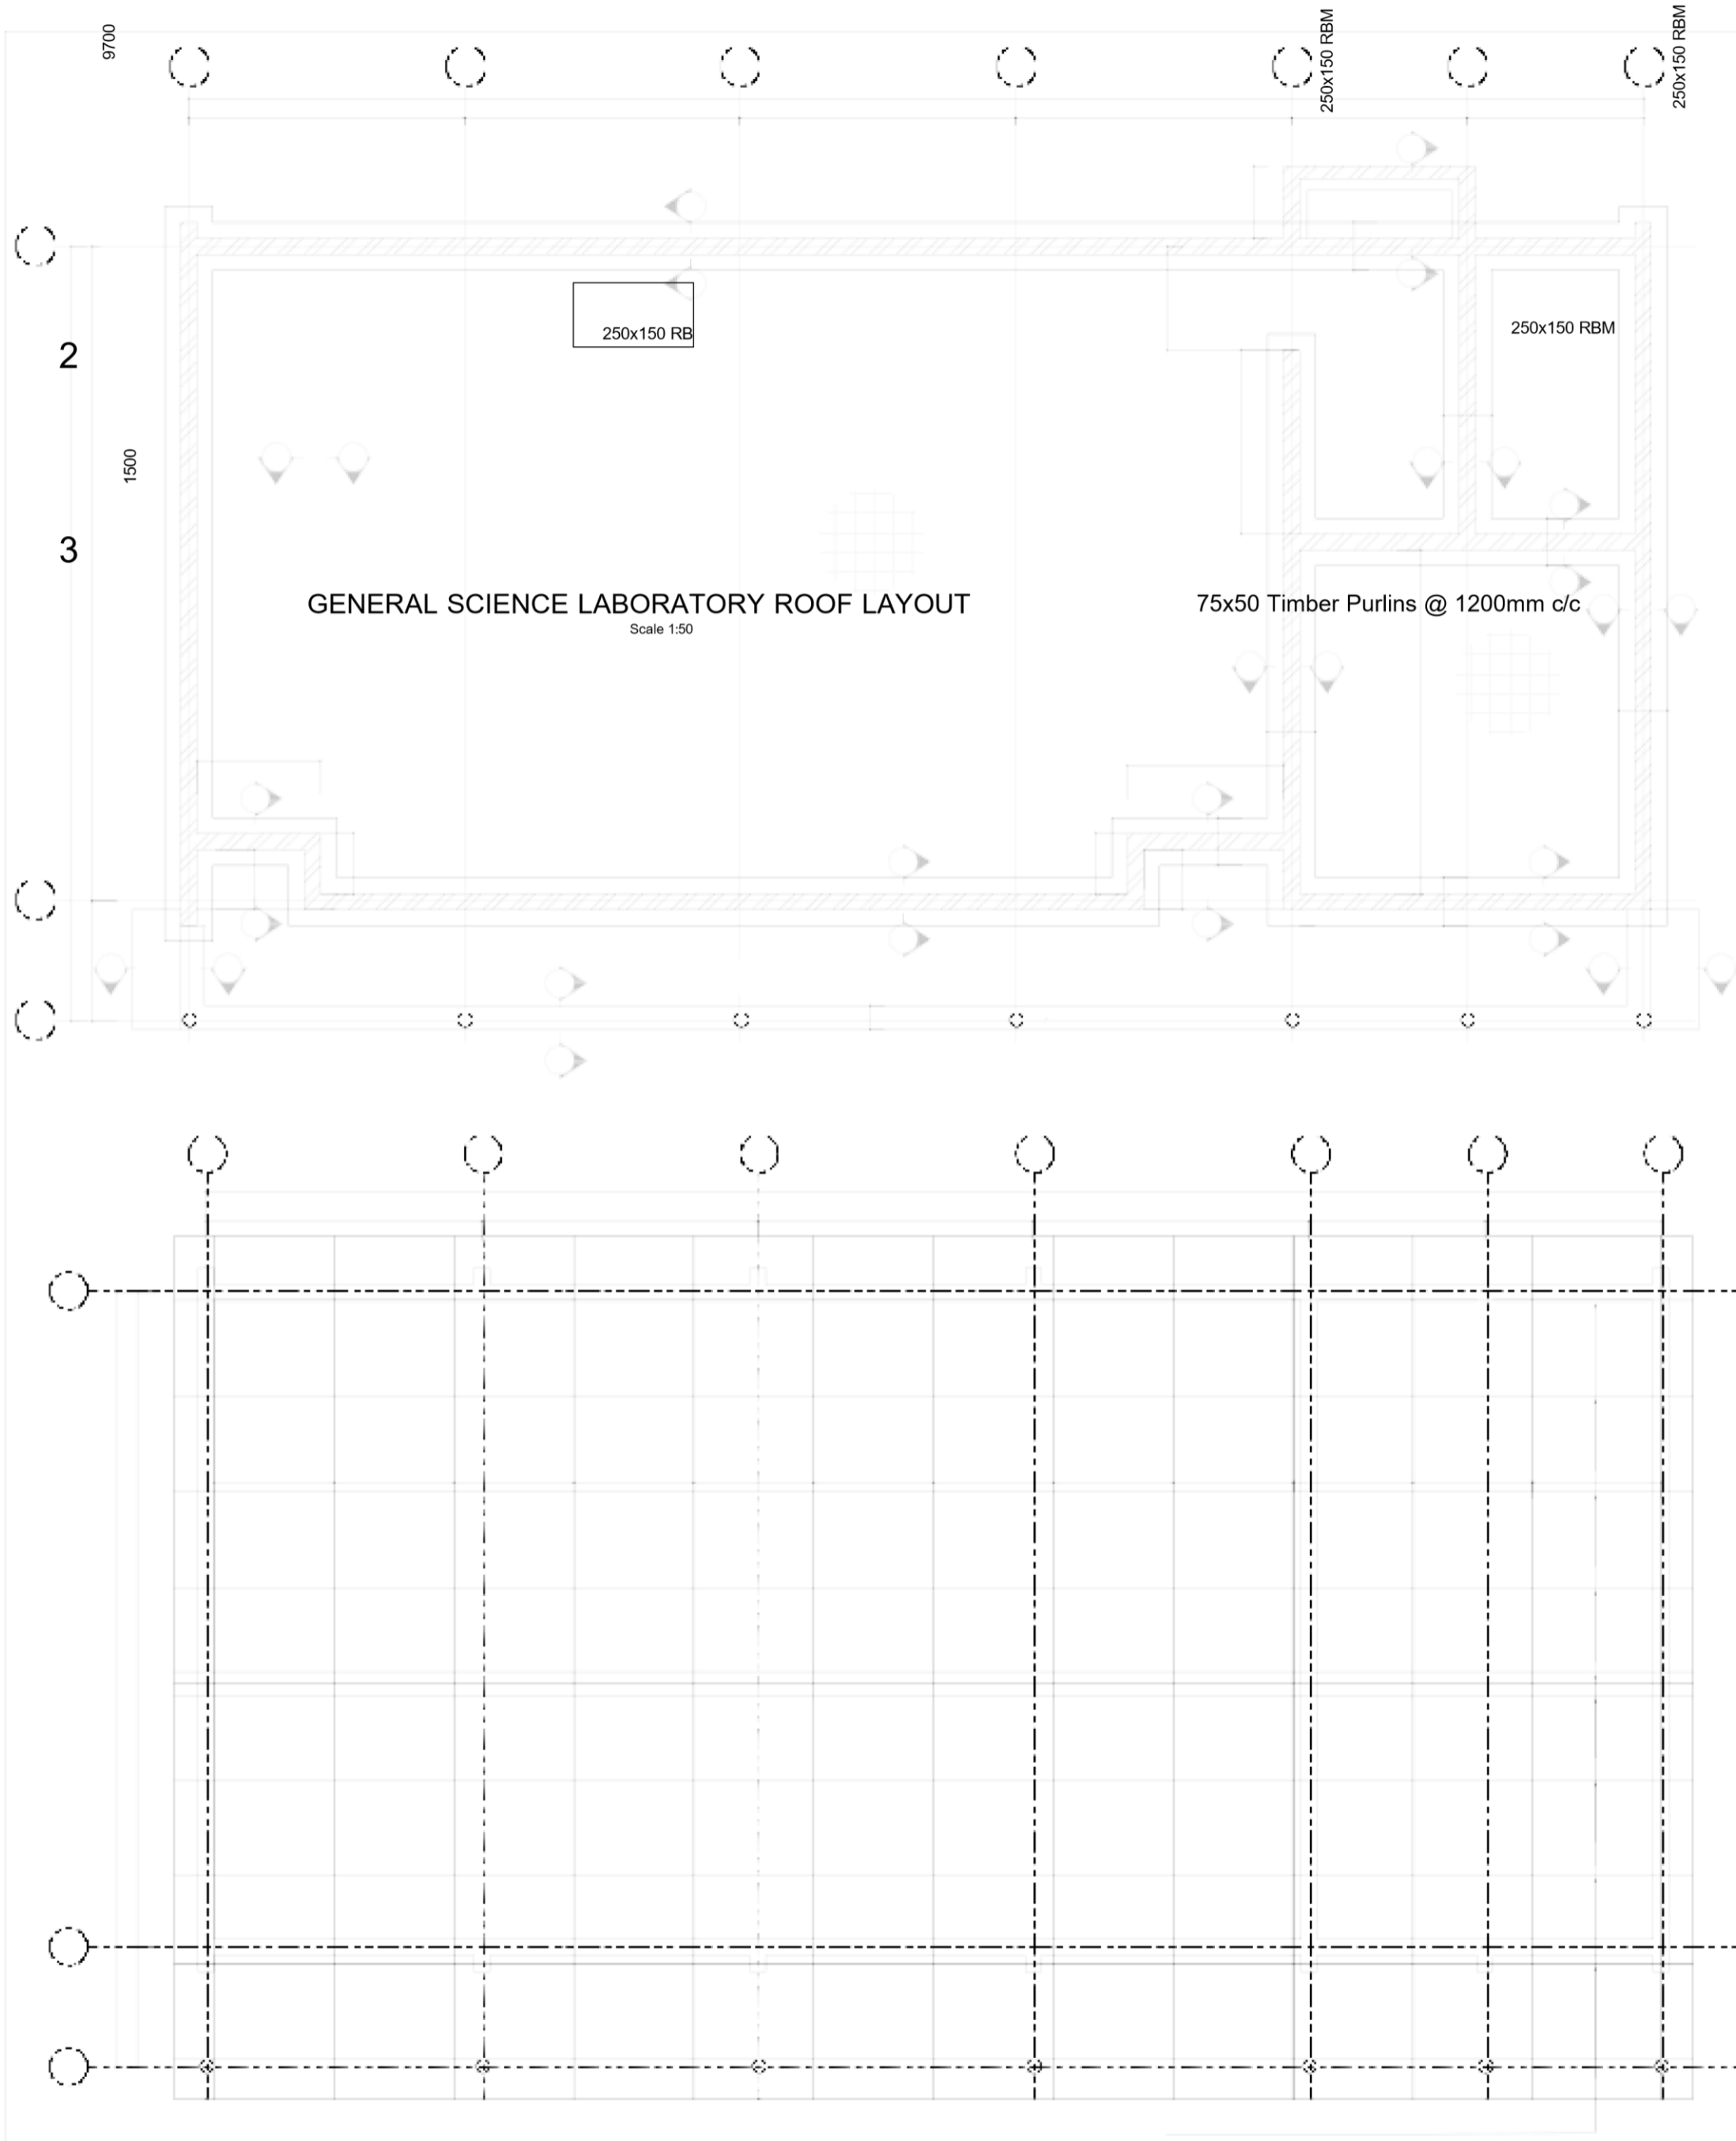 9700
250x150 RBM
250x150 RBM
250x150 RB
250x150 RBM
2
1500
3
GENERAL SCIENCE LABORATORY ROOF LAYOUT
Scale 1:50
75x50 Timber Purlins @ 1200mm c/c